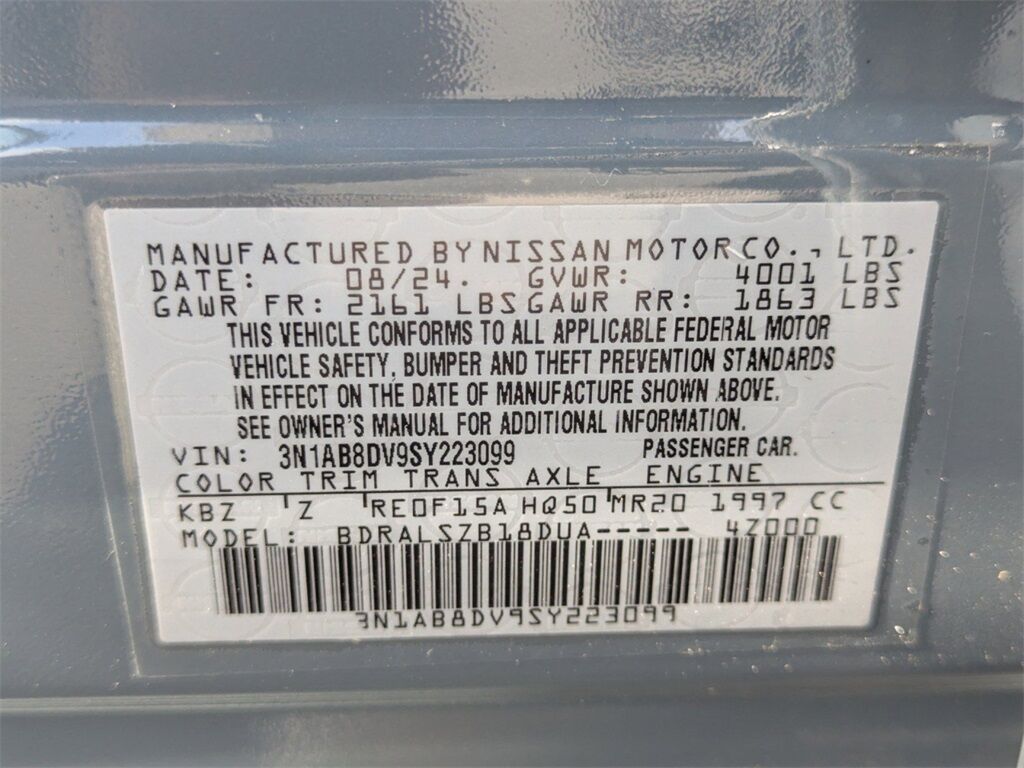 MANUFACTURED BY NISSAN MOTOR CO., LTD.
DATE: 08/24. GVWR: 4001 LBS
GAWR FR: 2161 LBS GAWR RR: 1863 LBS
THIS VEHICLE CONFORMS TO ALL APPLICABLE FEDERAL MOTOR
VEHICLE SAFETY, BUMPER AND THEFT PREVENTION STANDARDS
IN EFFECT ON THE DATE OF MANUFACTURE SHOWN ABOVE.
SEE OWNER'S MANUAL FOR ADDITIONAL INFORMATION.
VIN: 3N1AB8DV9SY223099 PASSENGER CAR.
COLOR TRIM TRANS AXLE ENGINE
KBZ Z RE0F15A HQ50 MR20 1997 CC
MODEL: BDRALSZB18DUA----- 4Z000
3N1AB8DV9SY223099